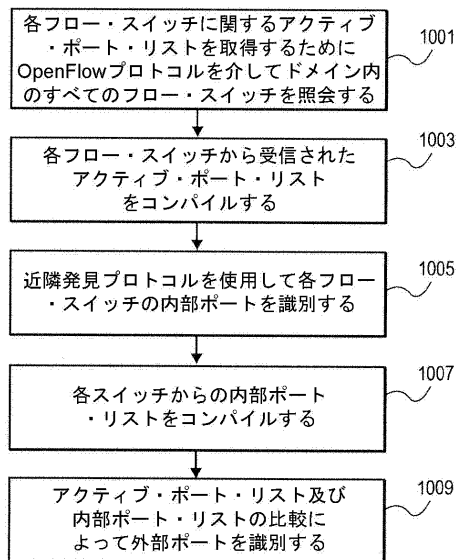 各フロー・スイッチに関するアクティブ
・ポート・リストを取得するために
OpenFlowプロトコルを介してドメイン内
のすべてのフロー・スイッチを照会する
1001
各フロー・スイッチから受信された
アクティブ・ポート・リスト
をコンパイルする
1003
近隣発見プロトコルを使用して各フロー
・スイッチの内部ポートを識別する
1005
各スイッチからの内部ポート
・リストをコンパイルする
1007
アクティブ・ポート・リスト及び
内部ポート・リストの比較に
よって外部ポートを識別する
1009